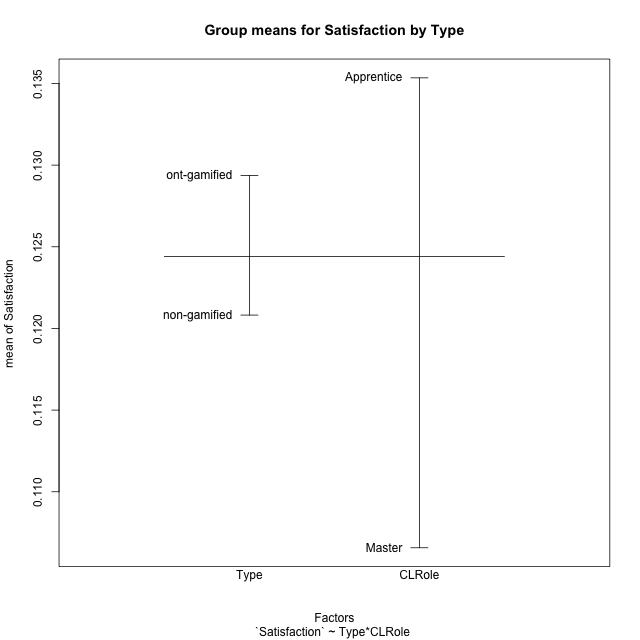 Group means for Satisfaction by Type
0.135
Apprentice
0.130
ont-gamified
0.125
mean of Satisfaction
0.120
non-gamified
0.115
0.110
Master
Type
CLRole
Factors
`Satisfaction` ~ Type*CLRole